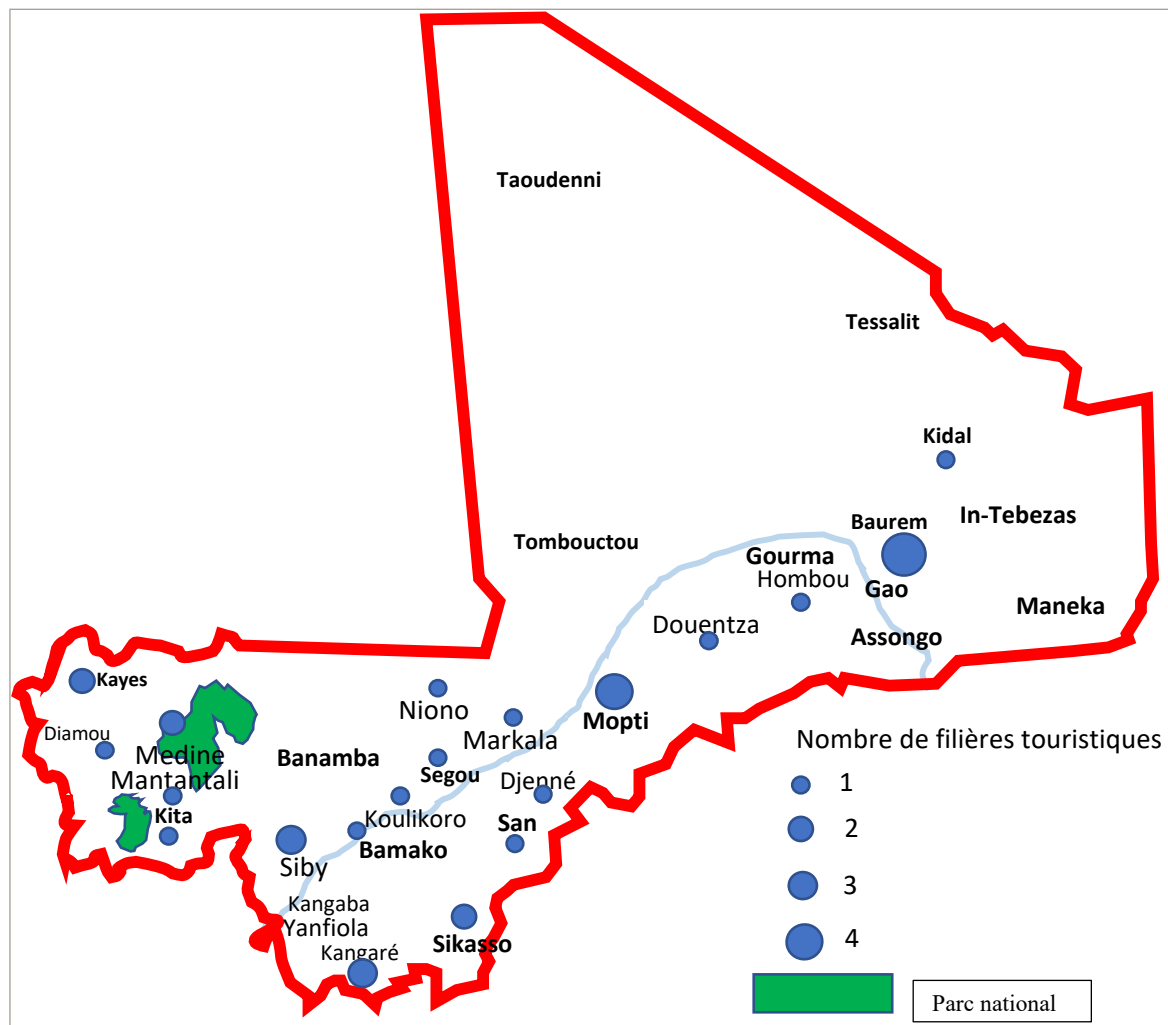 Taoudenni
Tessalit
Kidal
In-Tebezas
Baurem
Tombouctou
Gourma
Hombou
Gao
Maneka
Douentza
Assongo
Kayes
Niono
Mopti
Diamou
Markala
Medine
Mantantali
Banamba
Segou
Djenné
Kita
Koulikoro
San
Bamako
Siby
Kangaba
Yanfiola
Kangaré
Sikasso
Nombre de filières touristiques
1
2
3
4
Parc national